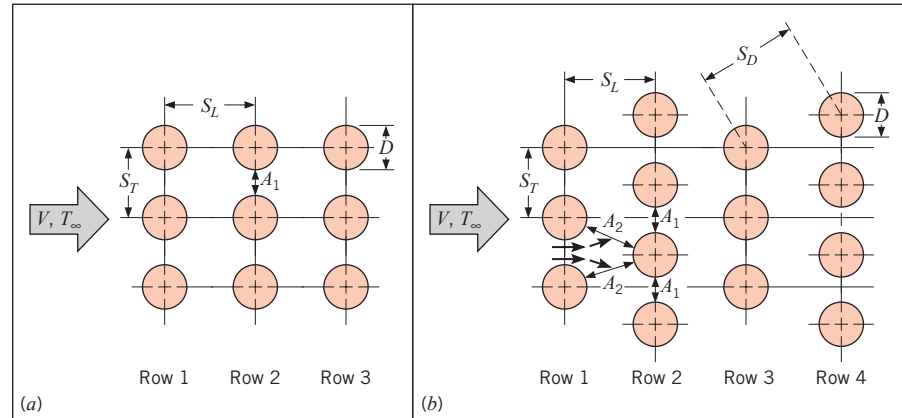 S_L
D
S_T
A_1
V, T_∞
Row 1 Row 2 Row 3
(a)
S_D
S_L
D
S_T
A_2
A_1
V, T_∞
A_2
A_1
Row 1 Row 2 Row 3 Row 4
(b)